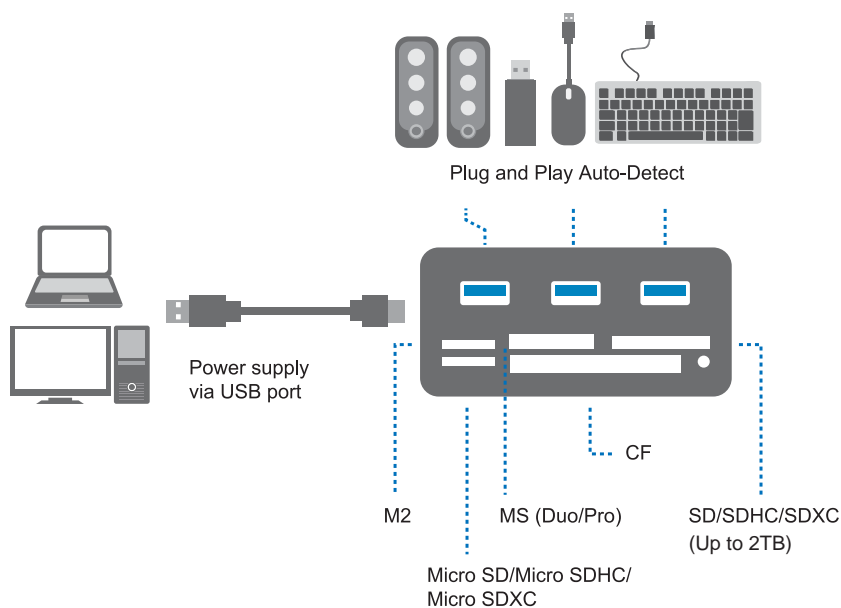 Plug and Play Auto-Detect
Power supply
via USB port
CF
M2
MS (Duo/Pro)
SD/SDHC/SDXC
(Up to 2TB)
Micro SD/Micro SDHC/
Micro SDXC